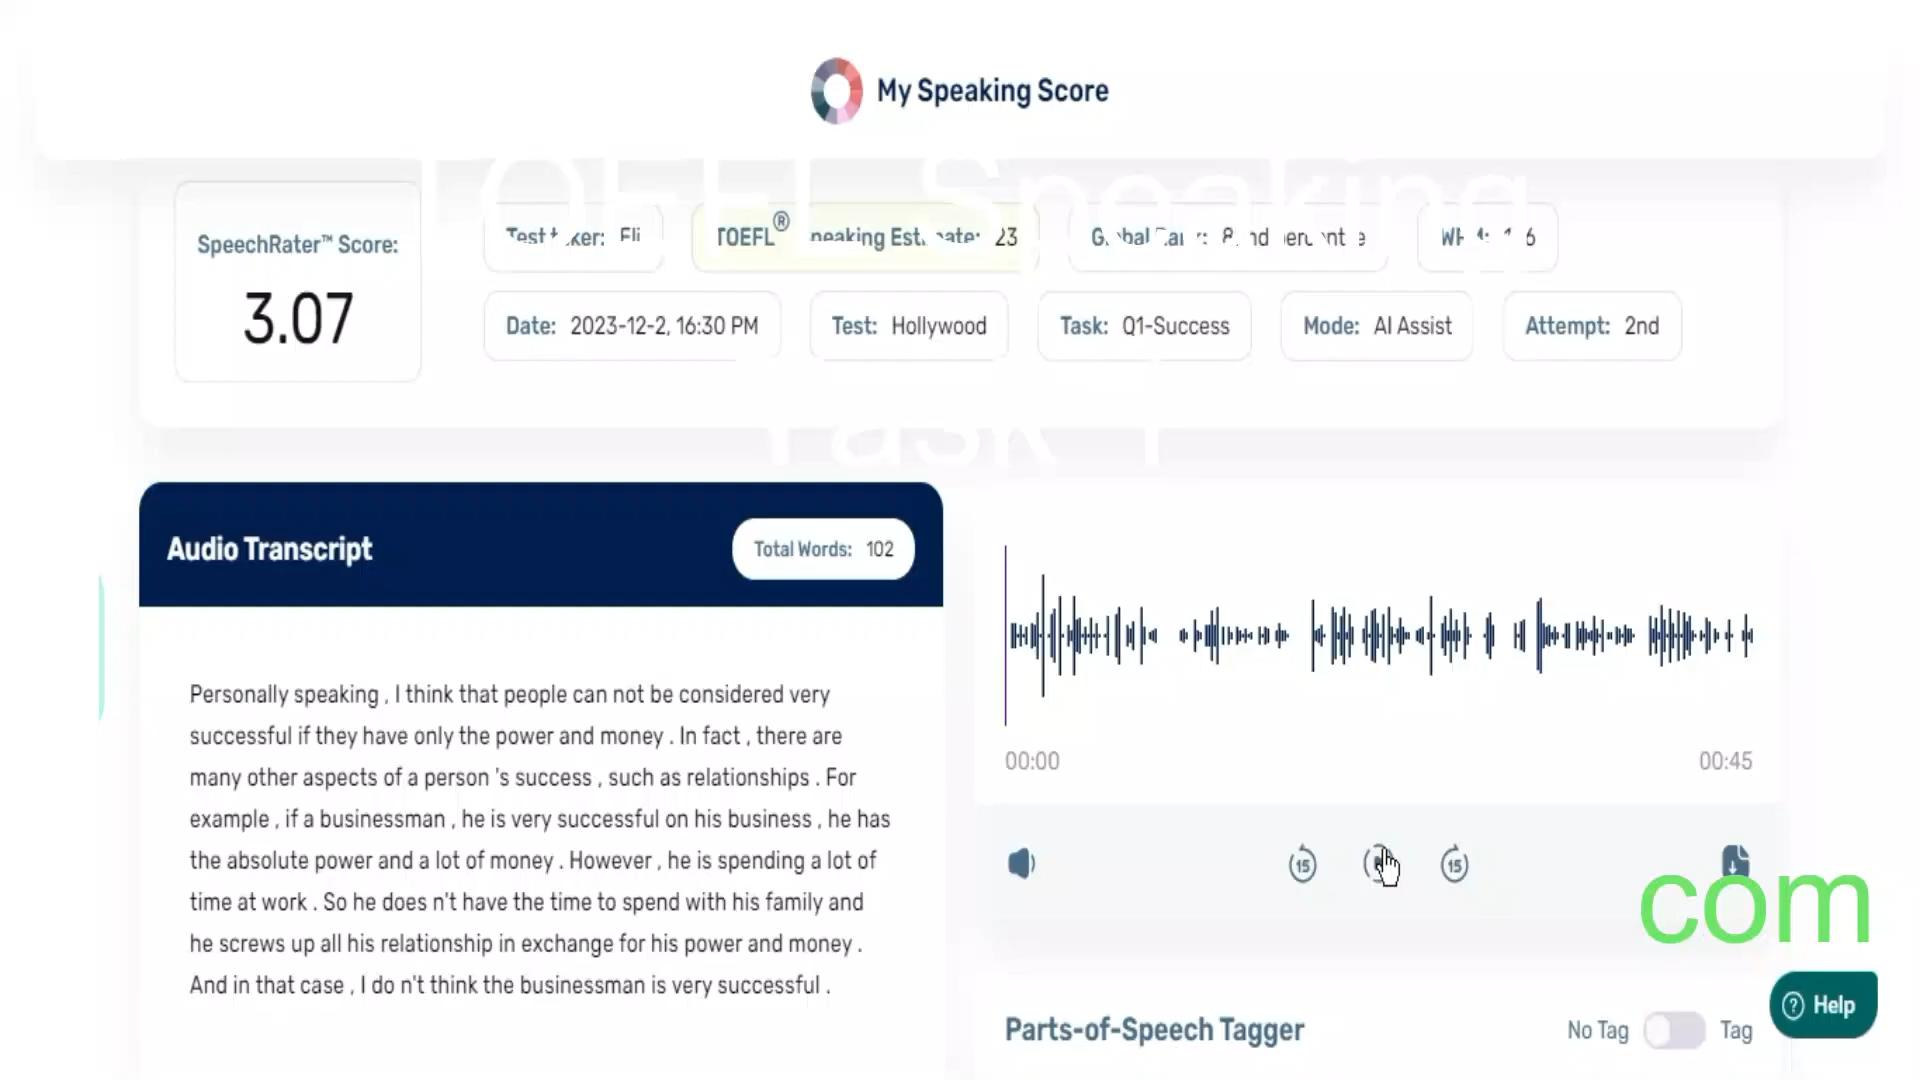 My Speaking Score
TOEFL Speaking
SpeechRater™ Score:
3.07
TOEFL® Speaking Estimate: 23
Date: 2023-12-2, 16:30 PM
Test: Hollywood
Task: Q1-Success
Mode: AI Assist
Attempt: 2nd
Task 1
Audio Transcript
Total Words: 102
Personally speaking , I think that people can not be considered very
successful if they have only the power and money . In fact , there are
many other aspects of a person 's success , such as relationships . For
example , if a businessman , he is very successful on his business , he has
the absolute power and a lot of money . However , he is spending a lot of
time at work . So he does n't have the time to spend with his family and
he screws up all his relationship in exchange for his power and money .
And in that case , I do n't think the businessman is very successful .
00:00
00:45
15
15
com
Parts-of-Speech Tagger
No Tag
Tag
? Help